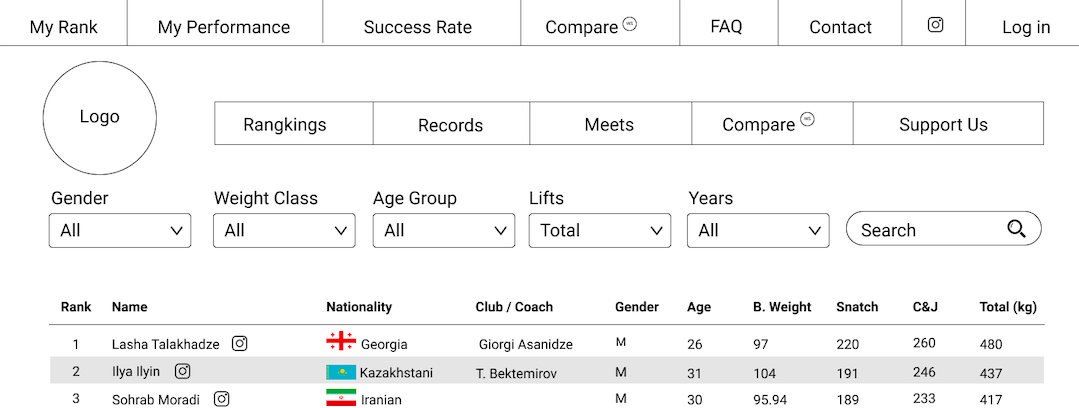 My Rank My Performance Success Rate Compare FAQ Contact Log in
Logo
Rangkings Records Meets Compare Support Us
Gender Weight Class Age Group Lifts Years
All All All Total All Search
Rank Name Nationality Club / Coach Gender Age B. Weight Snatch C&J Total (kg)
1 Lasha Talakhadze Georgia Giorgi Asanidze M 26 97 220 260 480
2 Ilya Ilyin Kazakhstani T. Bektemirov M 31 104 191 246 437
3 Sohrab Moradi Iranian M 30 95.94 189 233 417